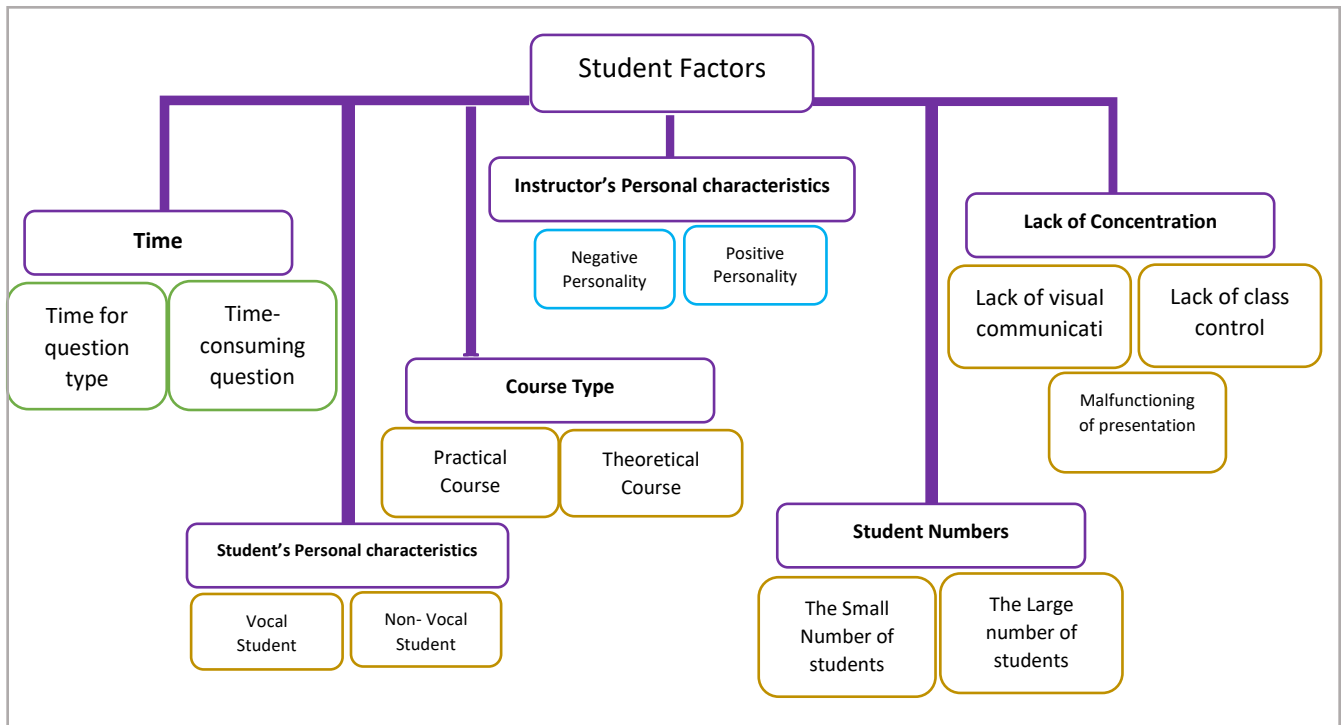 Student Factors
Instructor’s Personal characteristics
Negative
Personality
Positive
Personality
Lack of Concentration
Lack of visual
communicati
Lack of class
control
Malfunctioning
of presentation
Time
Time for
question
type
Time-
consuming
question
Course Type
Practical
Course
Theoretical
Course
Student’s Personal characteristics
Vocal
Student
Non- Vocal
Student
Student Numbers
The Small
Number of
students
The Large
number of
students